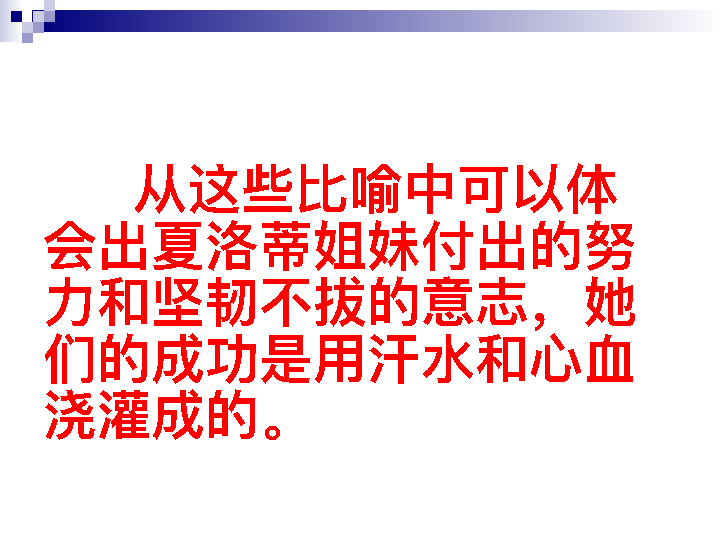 从这些比喻中可以体
会出夏洛蒂姐妹付出的努
力和坚韧不拔的意志，她
们的成功是用汗水和心血
浇灌成的。